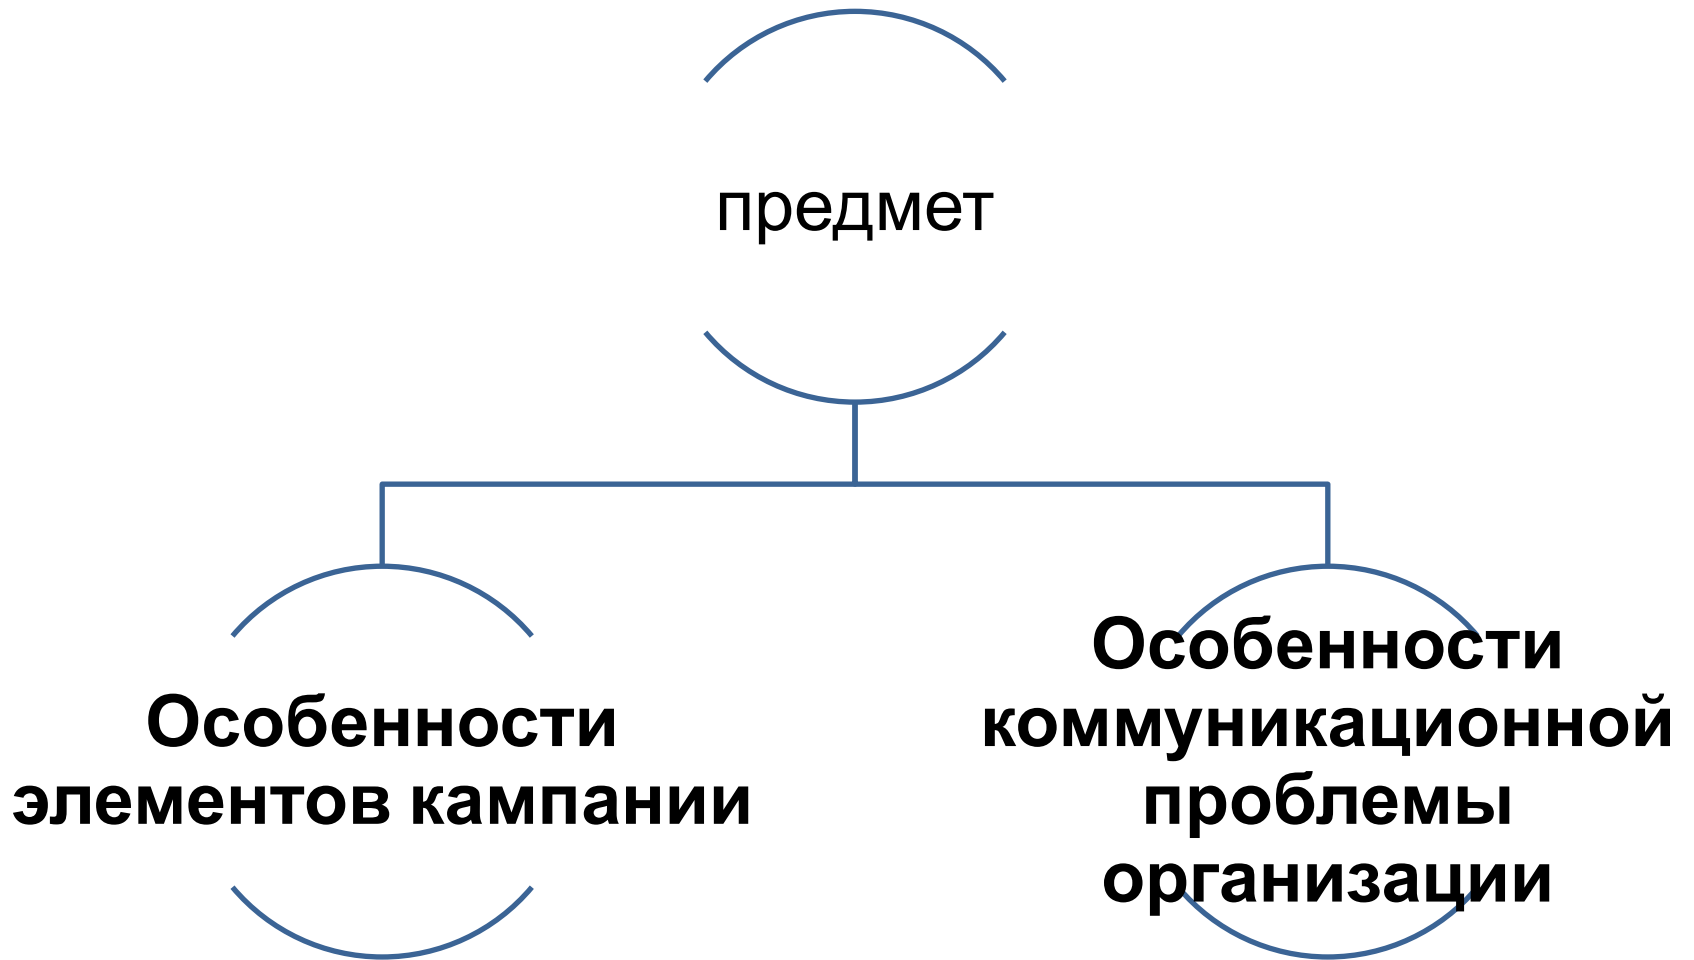 предмет
Особенности
элементов кампании
Особенности
коммуникационной
проблемы
организации